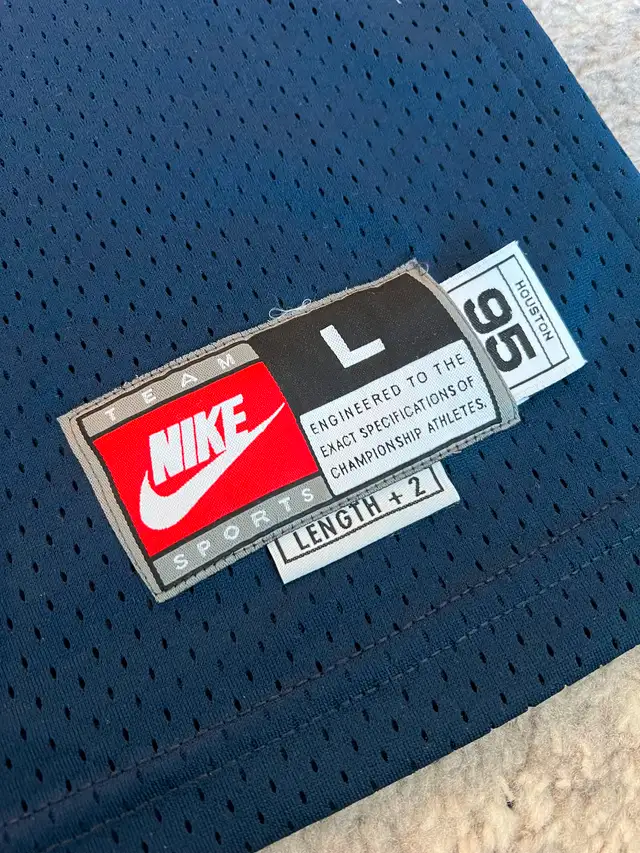 TEAM
NIKE
SPORTS
L
ENGINEERED TO THE
EXACT SPECIFICATIONS OF
CHAMPIONSHIP ATHLETES.
LENGTH + 2
HOUSTON
95